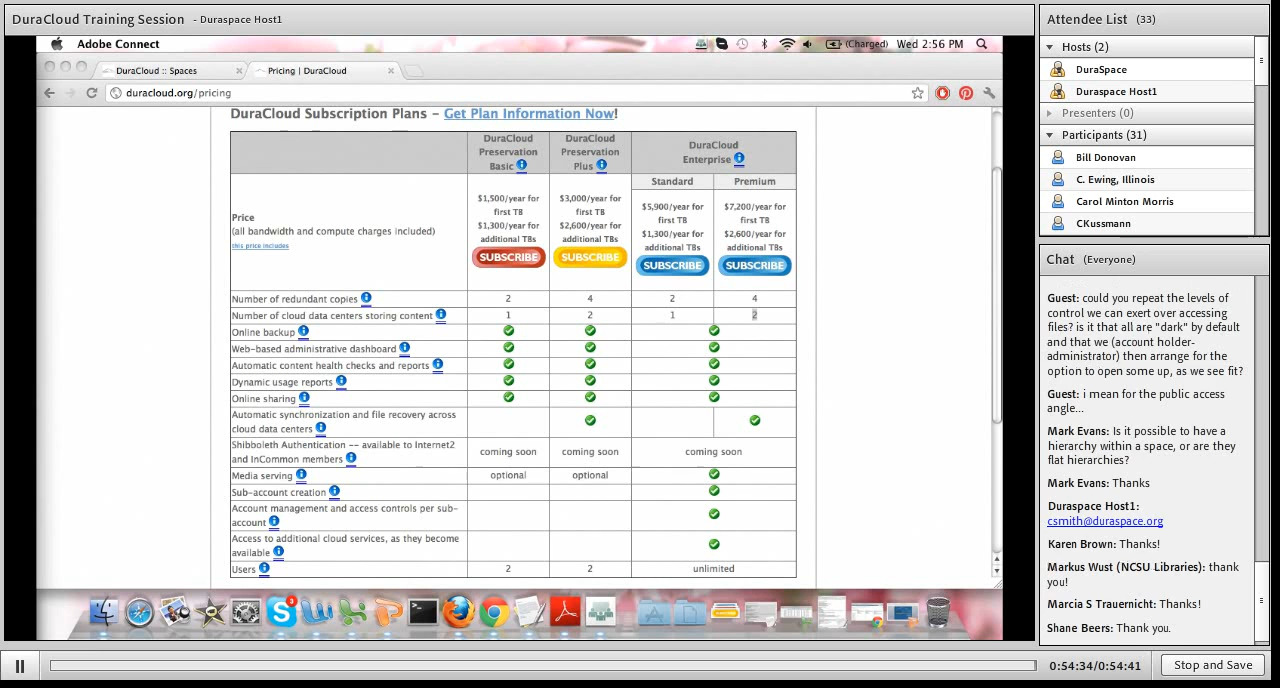 DuraCloud Training Session - Duraspace Host1
Adobe Connect
(Charged) Wed 2:56 PM
DuraCloud :: Spaces
Pricing | DuraCloud
duracloud.org/pricing
DuraCloud Subscription Plans – Get Plan Information Now!
DuraCloud Preservation Basic
DuraCloud Preservation Plus
DuraCloud Enterprise
Standard Premium
Price
(all bandwidth and compute charges included)
this price includes
$1,500/year for first TB
$1,300/year for additional TBs
SUBSCRIBE
$3,000/year for first TB
$2,600/year for additional TBs
SUBSCRIBE
$5,900/year for first TB
$1,300/year for additional TBs
SUBSCRIBE
$7,200/year for first TB
$2,600/year for additional TBs
SUBSCRIBE
Number of redundant copies 2 4 2 4
Number of cloud data centers storing content 1 2 1 2
Online backup
Web-based administrative dashboard
Automatic content health checks and reports
Dynamic usage reports
Online sharing
Automatic synchronization and file recovery across
cloud data centers
Shibboleth Authentication -- available to Internet2
and InCommon members
coming soon coming soon coming soon
Media serving optional optional
Sub-account creation
Account management and access controls per sub-
account
Access to additional cloud services, as they become
available
Users 2 2 unlimited
Attendee List (33)
Hosts (2)
DuraSpace
Duraspace Host1
Presenters (0)
Participants (31)
Bill Donovan
C. Ewing, Illinois
Carol Minton Morris
CKussmann
Chat (Everyone)
Guest: could you repeat the levels of
control we can exert over accessing
files? is it that all are "dark" by default
and that we (account holder-
administrator) then arrange for the
option to open some up, as we see fit?
Guest: i mean for the public access
angle...
Mark Evans: Is it possible to have a
hierarchy within a space, or are they
flat hierarchies?
Mark Evans: Thanks
Duraspace Host1:
csmith@duraspace.org
Karen Brown: Thanks!
Markus Wust (NCSU Libraries): thank
you!
Marcia S Trauernicht: Thanks!
Shane Beers: Thank you.
0:54:34/0:54:41
Stop and Save